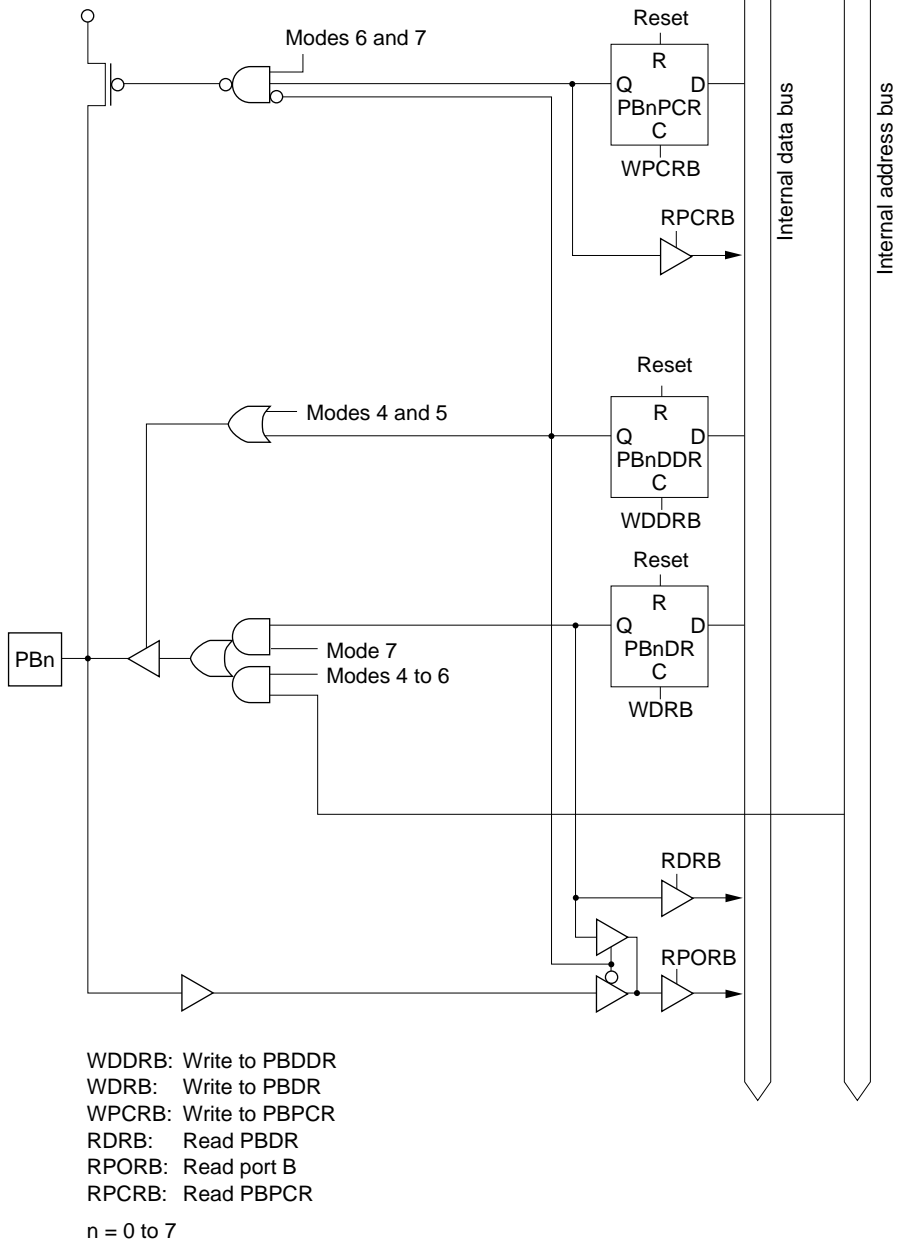 Reset
Modes 6 and 7
R
Q D
PBnPCR
C
WPCRB
RPCRB
Internal data bus
Internal address bus
Reset
R
Modes 4 and 5
Q D
PBnDDR
C
WDDRB
Reset
R
Q D
PBnDR
C
WDRB
PBn
Mode 7
Modes 4 to 6
RDRB
RPORB
WDDRB: Write to PBDDR
WDRB: Write to PBDR
WPCRB: Write to PBPCR
RDRB: Read PBDR
RPORB: Read port B
RPCRB: Read PBPCR
n = 0 to 7